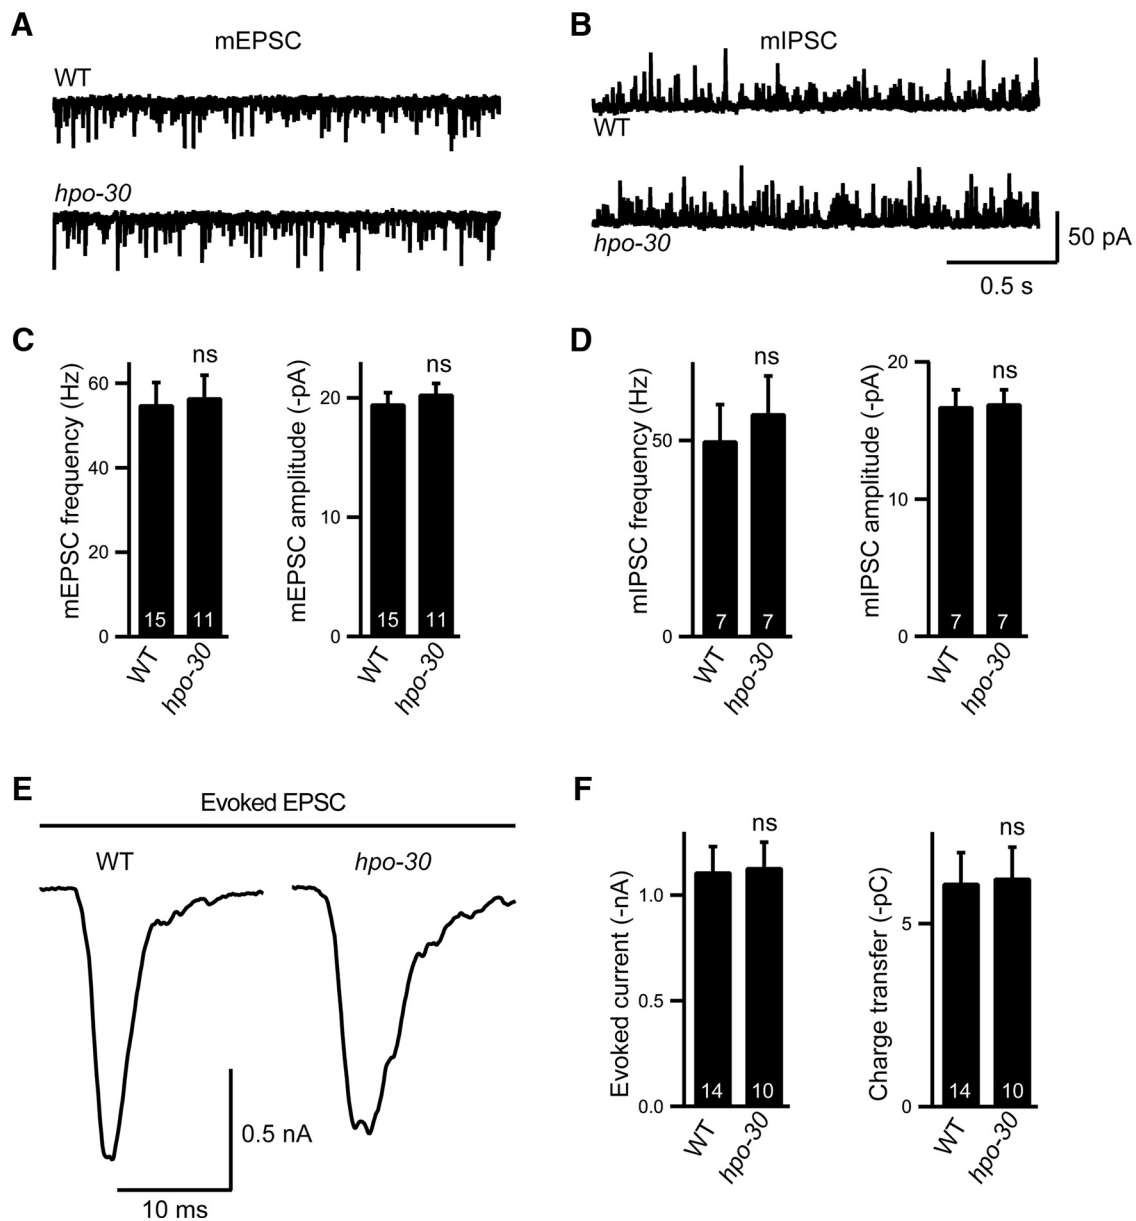 A
mEPSC
WT
hpo-30
B
mIPSC
WT
hpo-30
50 pA
0.5 s
C
mEPSC frequency (Hz)
60
40
20
0
ns
15
11
WT
hpo-30
mEPSC amplitude (-pA)
20
10
0
ns
15
11
WT
hpo-30
D
mIPSC frequency (Hz)
50
0
ns
7
7
WT
hpo-30
mIPSC amplitude (-pA)
20
10
0
ns
7
7
WT
hpo-30
E
Evoked EPSC
WT
hpo-30
0.5 nA
10 ms
F
Evoked current (-nA)
1.0
0.5
0.0
ns
14
10
WT
hpo-30
Charge transfer (-pC)
5
0
ns
14
10
WT
hpo-30